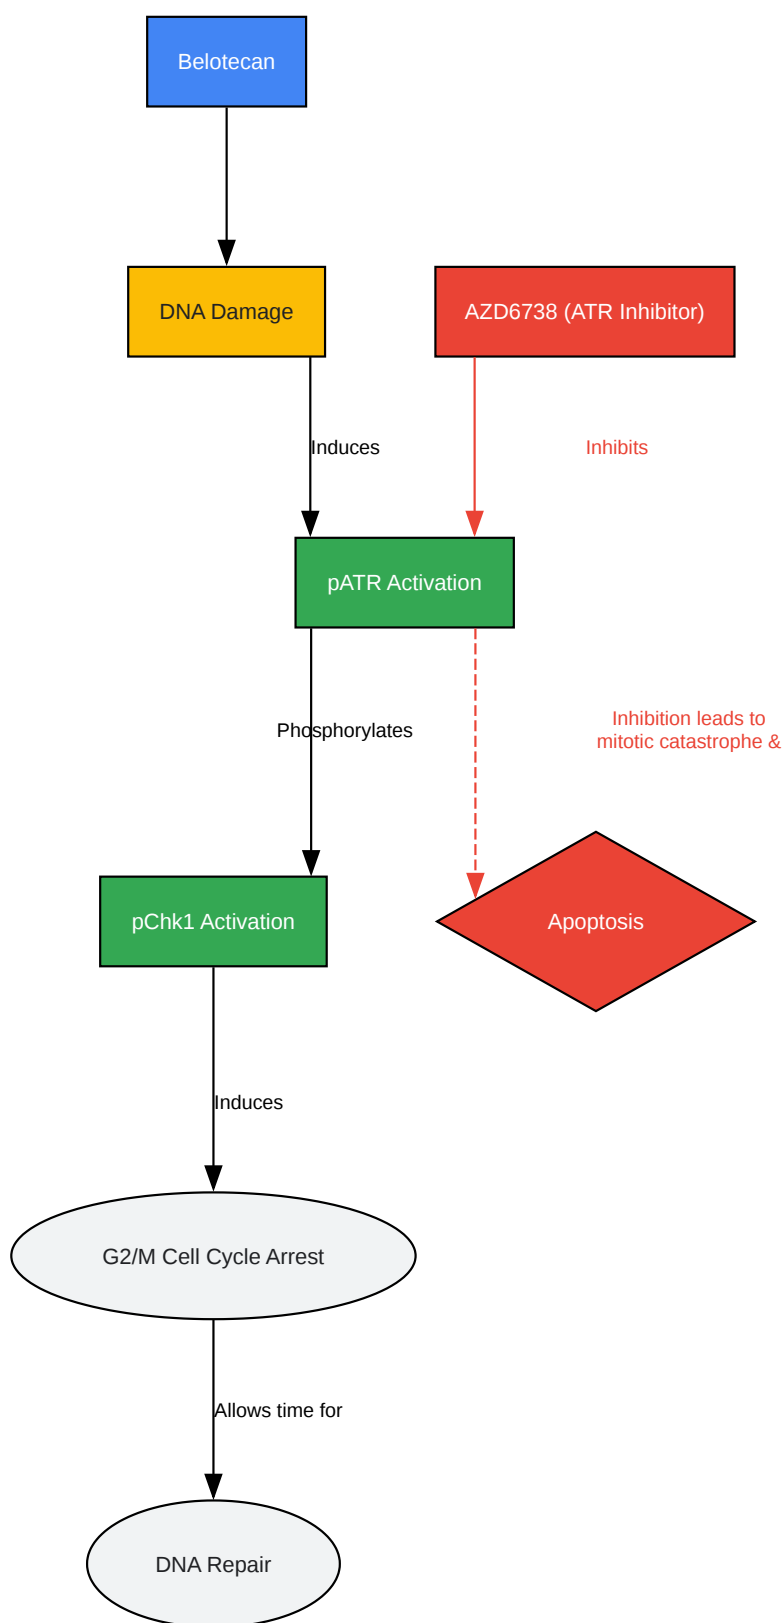 Belotecan
DNA Damage
AZD6738 (ATR Inhibitor)
Induces
Inhibits
pATR Activation
Phosphorylates
Inhibition leads to
mitotic catastrophe &
pChk1 Activation
Apoptosis
Induces
G2/M Cell Cycle Arrest
Allows time for
DNA Repair